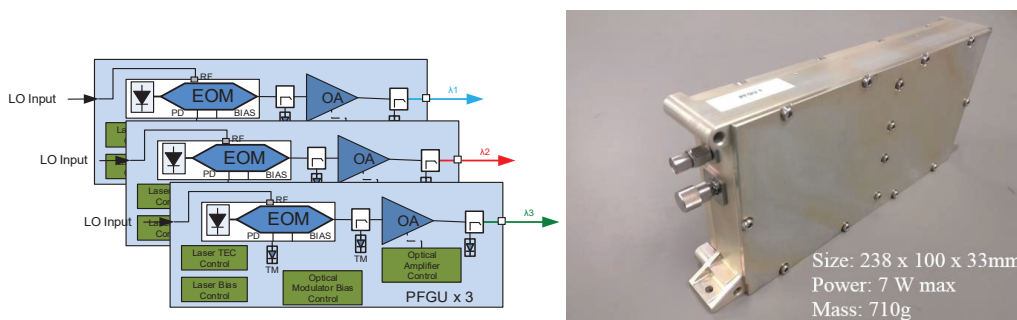 LO Input
RF
EOM
PD
BIAS
OA
λ1
LO Input
RF
EOM
PD
BIAS
OA
λ2
LO Input
RF
EOM
PD
BIAS
OA
λ3
TM
TM
TM
Laser TEC
Control
Laser Bias
Control
Optical
Modulator Bias
Control
Optical
Amplifier
Control
PFGU x 3
Size: 238 x 100 x 33mm
Power: 7 W max
Mass: 710g